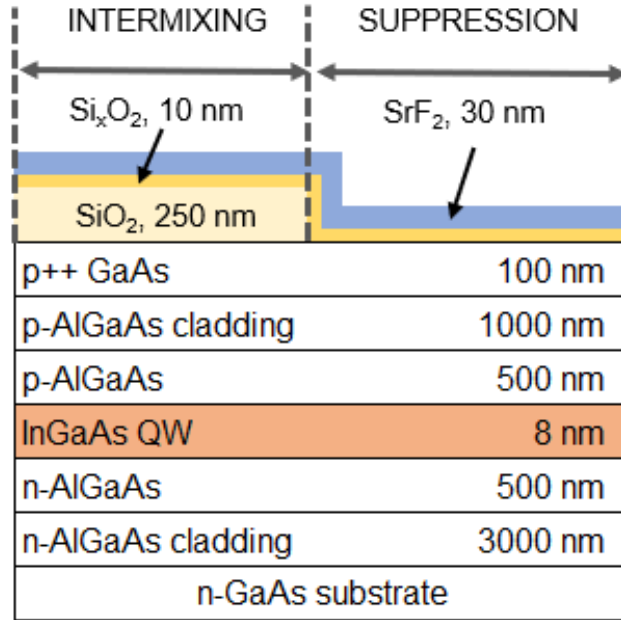 INTERMIXING SUPPRESSION
SiₓO₂, 10 nm SrF₂, 30 nm
SiO₂, 250 nm
p++ GaAs 100 nm
p-AlGaAs cladding 1000 nm
p-AlGaAs 500 nm
InGaAs QW 8 nm
n-AlGaAs 500 nm
n-AlGaAs cladding 3000 nm
n-GaAs substrate